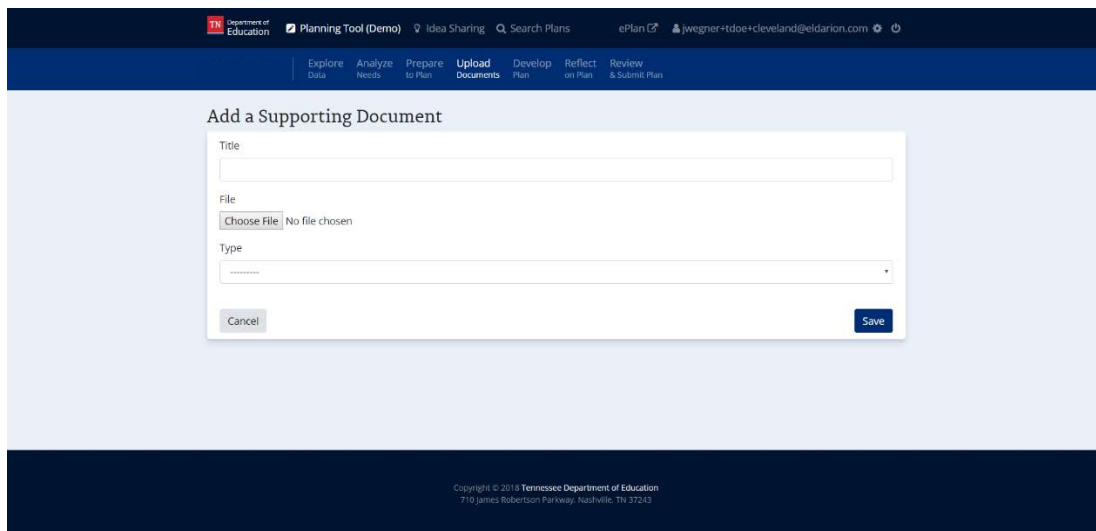 TN Department of
Education
Planning Tool (Demo) Idea Sharing Search Plans ePlan jwegner+tdoe+cleveland@eldarion.com
Explore Analyze Prepare Upload Develop Reflect Review
Data Needs to Plan Documents Plan on Plan & Submit Plan
Add a Supporting Document
Title
File
Choose File No file chosen
Type
---------
Cancel Save
Copyright © 2018 Tennessee Department of Education
710 James Robertson Parkway, Nashville, TN 37243